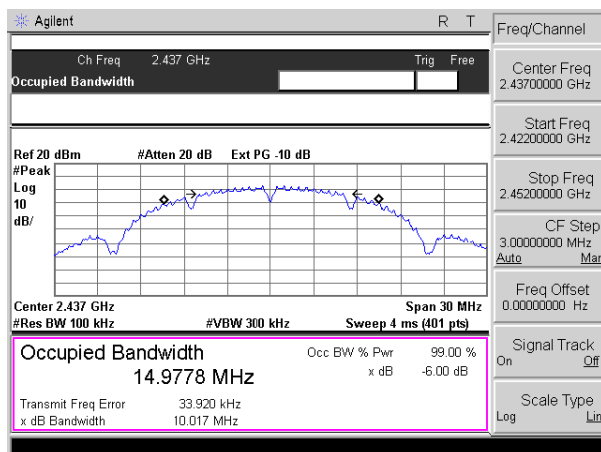 Agilent R T
Ch Freq 2.437 GHz Trig Free
Occupied Bandwidth
Ref 20 dBm #Atten 20 dB Ext PG -10 dB
#Peak
Log
10
dB/
Center 2.437 GHz Span 30 MHz
#Res BW 100 kHz #VBW 300 kHz Sweep 4 ms (401 pts)
Occupied Bandwidth Occ BW % Pwr 99.00 %
14.9778 MHz x dB -6.00 dB
Transmit Freq Error 33.920 kHz
x dB Bandwidth 10.017 MHz
Freq/Channel
Center Freq
2.43700000 GHz
Start Freq
2.42200000 GHz
Stop Freq
2.45200000 GHz
CF Step
3.00000000 MHz
Auto Mar
Freq Offset
0.00000000 Hz
Signal Track
On Off
Scale Type
Log Lin